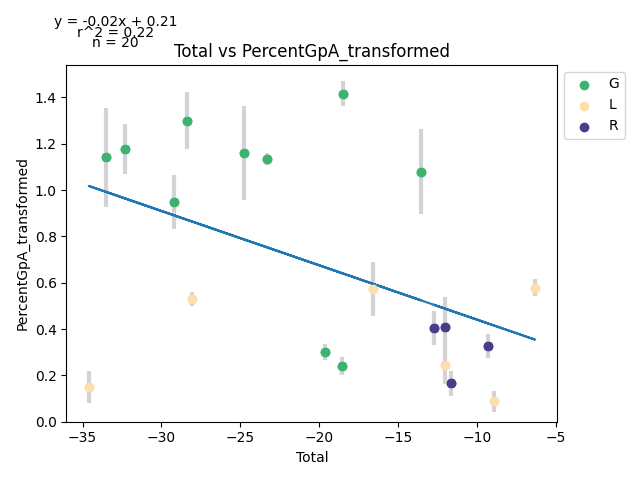 y = -0.02x + 0.21
r^2 = 0.22
n = 20
Total vs PercentGpA_transformed
PercentGpA_transformed
1.4
1.2
1.0
0.8
0.6
0.4
0.2
0.0
−35
−30
−25
−20
−15
−10
−5
Total
G
L
R